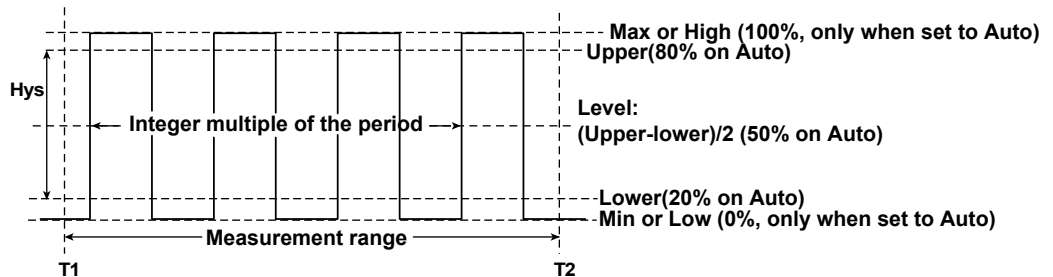 Max or High (100%, only when set to Auto)
Upper(80% on Auto)
Hys
Level:
Integer multiple of the period
(Upper-lower)/2 (50% on Auto)
Lower(20% on Auto)
Min or Low (0%, only when set to Auto)
Measurement range
T1
T2